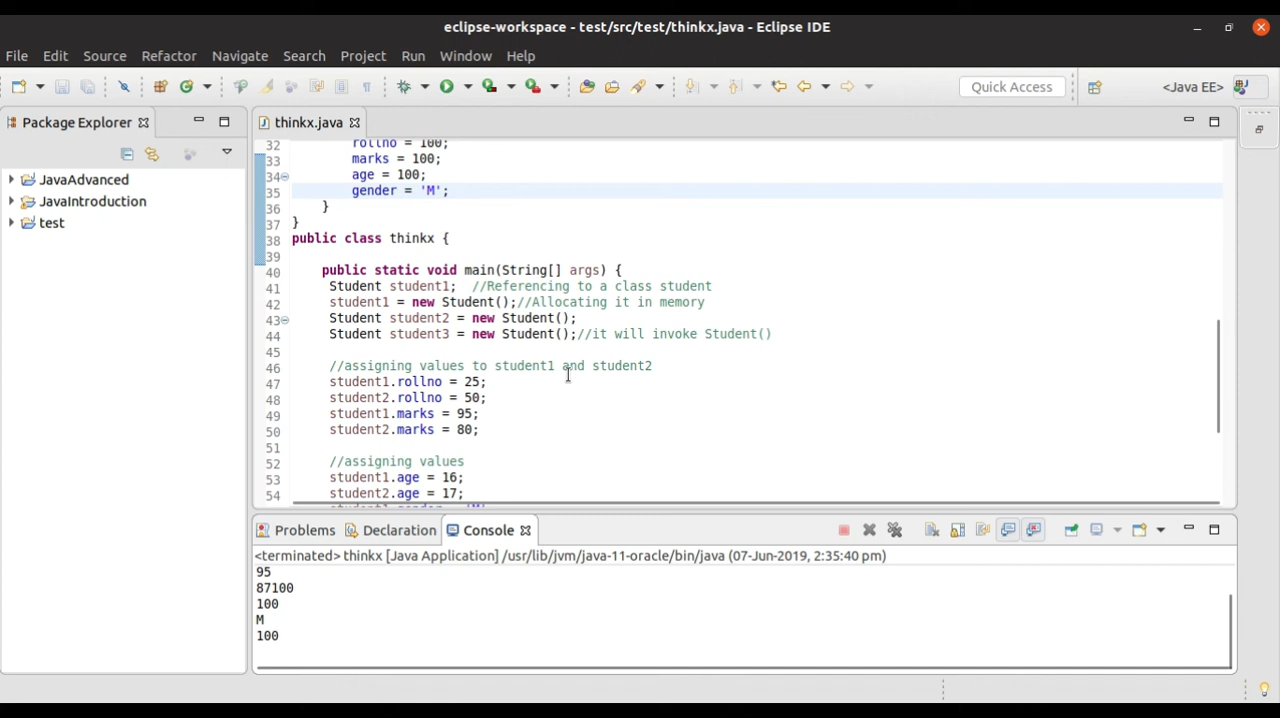 eclipse-workspace - test/src/test/thinkx.java - Eclipse IDE
File Edit Source Refactor Navigate Search Project Run Window Help
Quick Access
<Java EE>
Package Explorer
JavaAdvanced
JavaIntroduction
test
thinkx.java
32 rollno = 100;
33 marks = 100;
34 age = 100;
35 gender = 'M';
36 }
37 }
38 public class thinkx {
39
40 public static void main(String[] args) {
41 Student student1; //Referencing to a class student
42 student1 = new Student();//Allocating it in memory
43 Student student2 = new Student();
44 Student student3 = new Student();//it will invoke Student()
45
46 //assigning values to student1 and student2
47 student1.rollno = 25;
48 student2.rollno = 50;
49 student1.marks = 95;
50 student2.marks = 80;
51
52 //assigning values
53 student1.age = 16;
54 student2.age = 17;
Problems Declaration Console
<terminated> thinkx [Java Application] /usr/lib/jvm/java-11-oracle/bin/java (07-Jun-2019, 2:35:40 pm)
95
87100
100
M
100